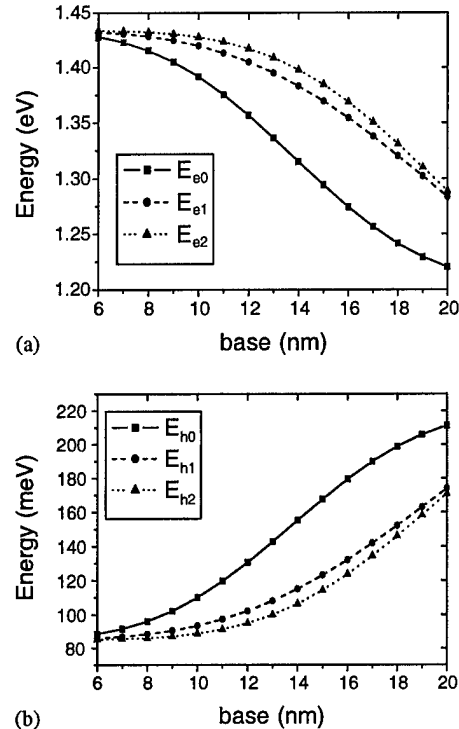 1.45
1.40
1.35
1.30
1.25
1.20
Energy (eV)
E_e0
E_e1
E_e2
6 8 10 12 14 16 18 20
(a) base (nm)
220
200
180
160
140
120
100
80
Energy (meV)
E_h0
E_h1
E_h2
6 8 10 12 14 16 18 20
(b) base (nm)